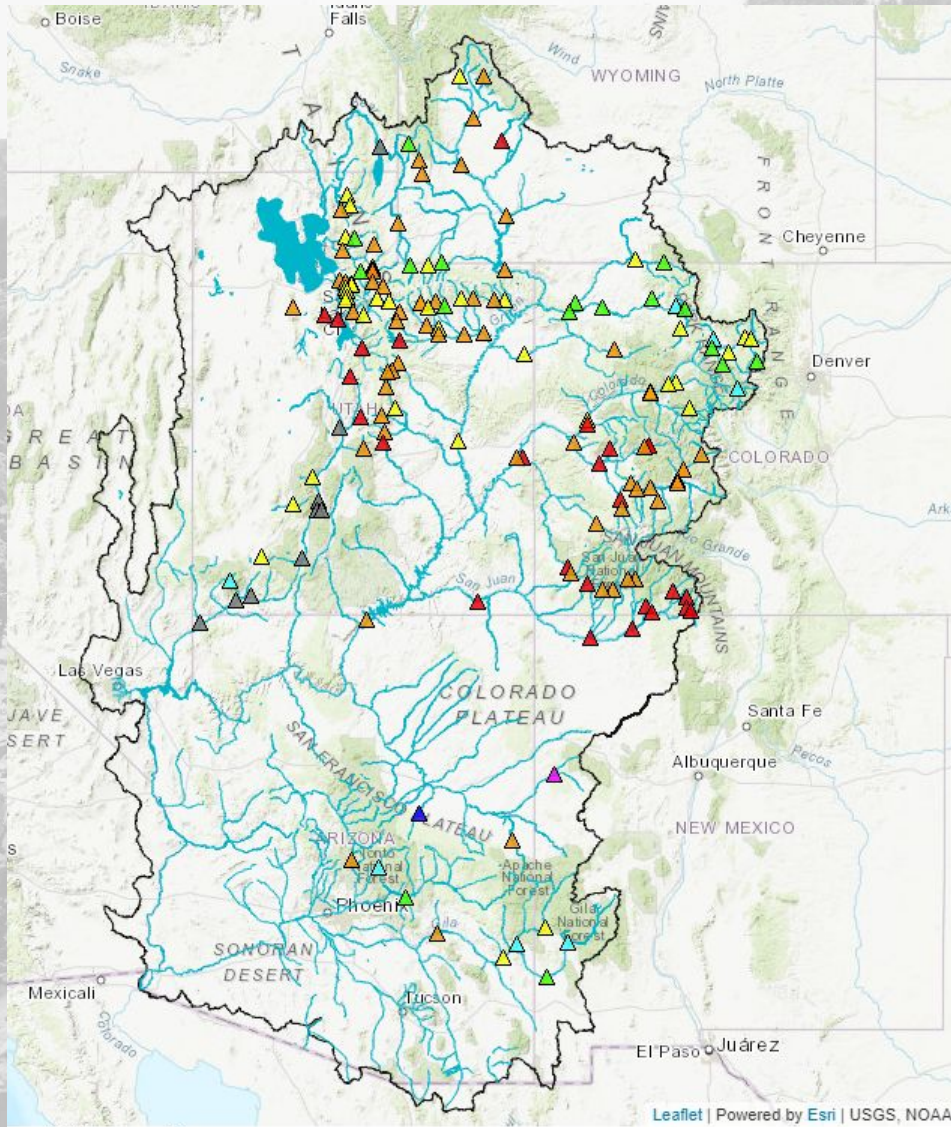 Boise
Falls
Snake
Wind
WYOMING
North Platte
FRONT
Cheyenne
RANGE
Denver
Colorado
UTAH
GREAT
BASIN
COLORADO
Rio Grande
SAN JUAN MOUNTAINS
San Juan
National
San Juan
Las Vegas
COLORADO
PLATEAU
Santa Fe
Pecos
Albuquerque
SAN FRANCISCO PLATEAU
NEW MEXICO
ARIZONA
Tonto
National
Forest
Apache
National
Forest
Phoenix
Gila
Gila
National
Forest
SONORAN
DESERT
Mexicali
Tucson
Colorado
El Paso
Juárez
Leaflet | Powered by Esri | USGS, NOAA